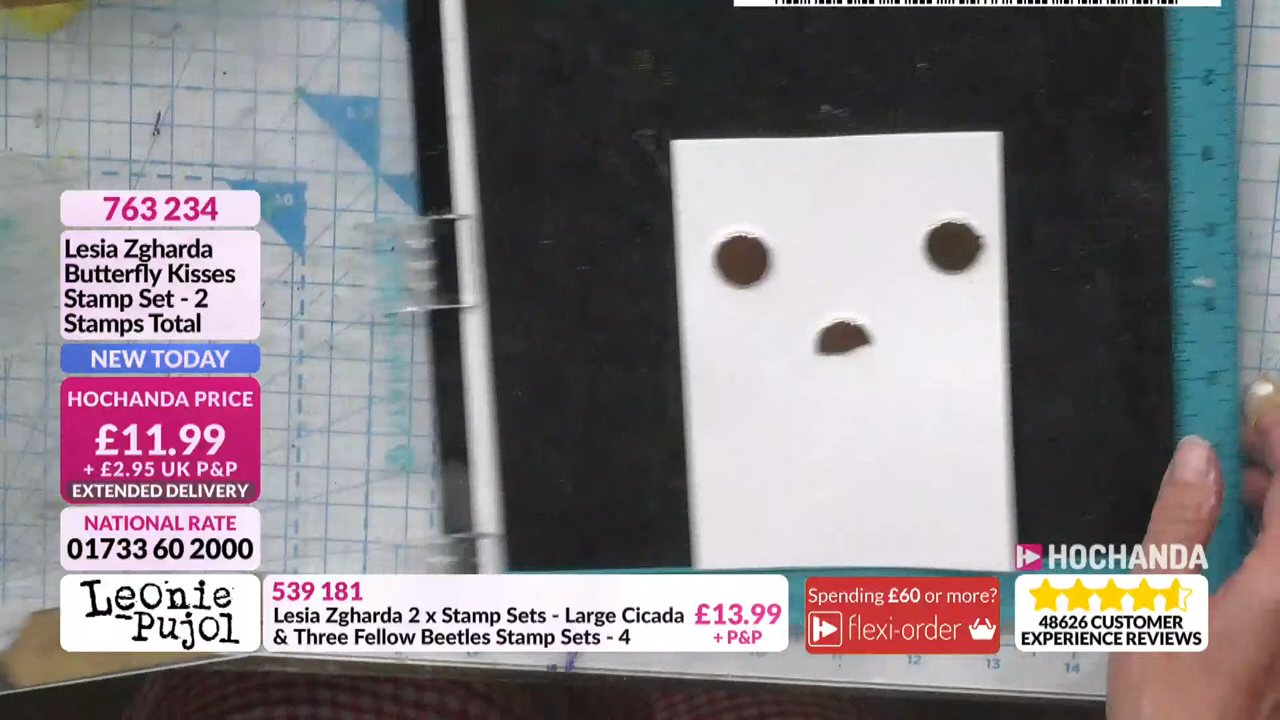 763 234
Lesia Zgharda
Butterfly Kisses
Stamp Set - 2
Stamps Total
NEW TODAY
HOCHANDA PRICE
£11.99
+ £2.95 UK P&P
EXTENDED DELIVERY
NATIONAL RATE
01733 60 2000
Leonie
Pujol
539 181
Lesia Zgharda 2 x Stamp Sets - Large Cicada
& Three Fellow Beetles Stamp Sets - 4
£13.99
+ P&P
Spending £60 or more?
flexi-order
HOCHANDA
48626 CUSTOMER
EXPERIENCE REVIEWS
12
13
14